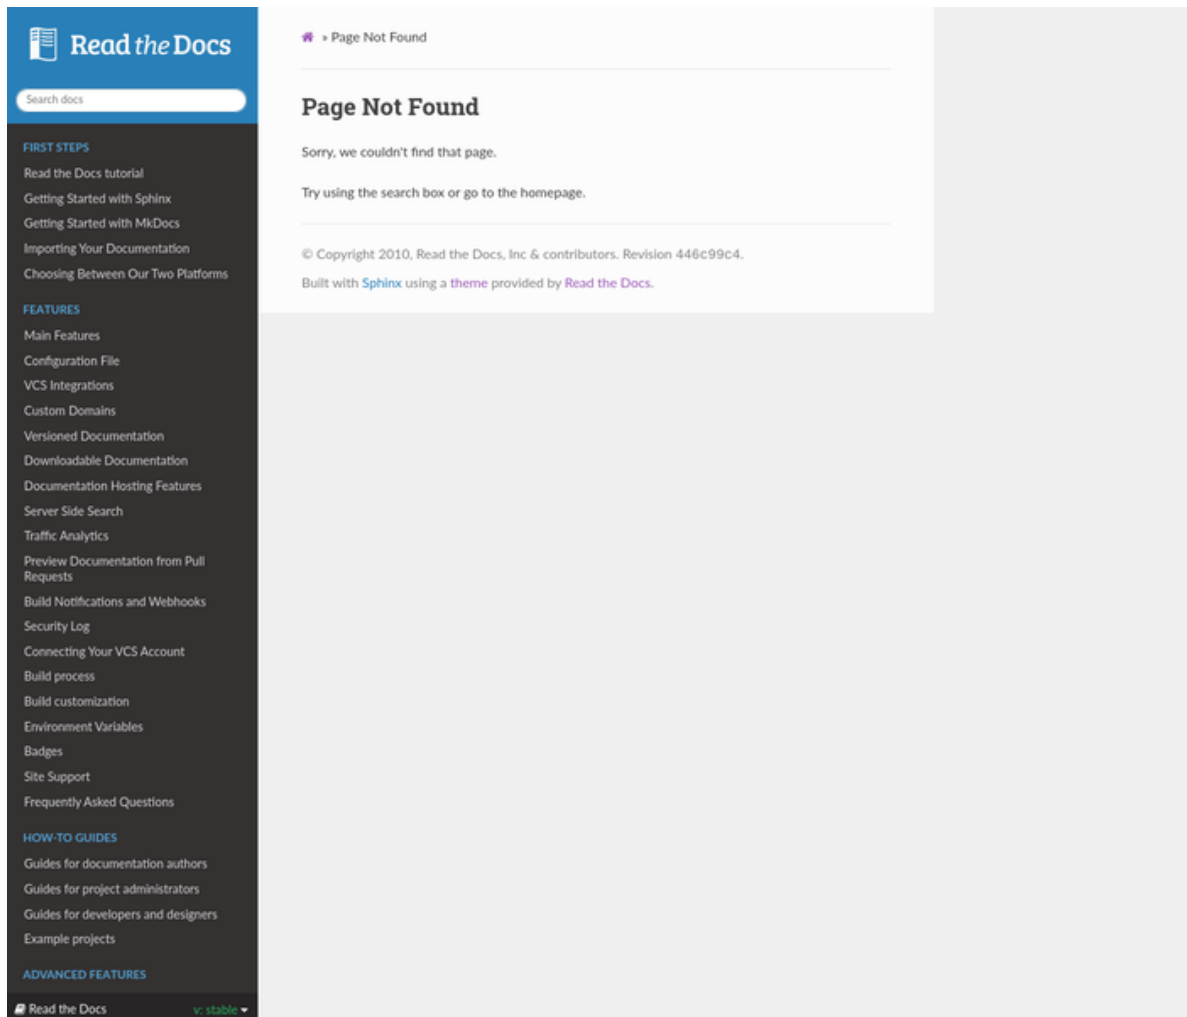 Read the Docs
Search docs
FIRST STEPS
Read the Docs tutorial
Getting Started with Sphinx
Getting Started with MkDocs
Importing Your Documentation
Choosing Between Our Two Platforms
FEATURES
Main Features
Configuration File
VCS Integrations
Custom Domains
Versioned Documentation
Downloadable Documentation
Documentation Hosting Features
Server Side Search
Traffic Analytics
Preview Documentation from Pull
Requests
Build Notifications and Webhooks
Security Log
Connecting Your VCS Account
Build process
Build customization
Environment Variables
Badges
Site Support
Frequently Asked Questions
HOW-TO GUIDES
Guides for documentation authors
Guides for project administrators
Guides for developers and designers
Example projects
ADVANCED FEATURES
Read the Docs v: stable
» Page Not Found
Page Not Found
Sorry, we couldn't find that page.
Try using the search box or go to the homepage.
© Copyright 2010, Read the Docs, Inc & contributors. Revision 446c99c4.
Built with Sphinx using a theme provided by Read the Docs.